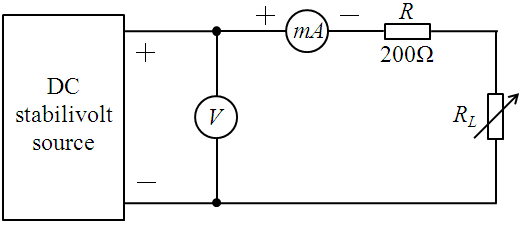 DC
stabilivolt
source
+
−
V
+
mA
−
R
200Ω
R_L